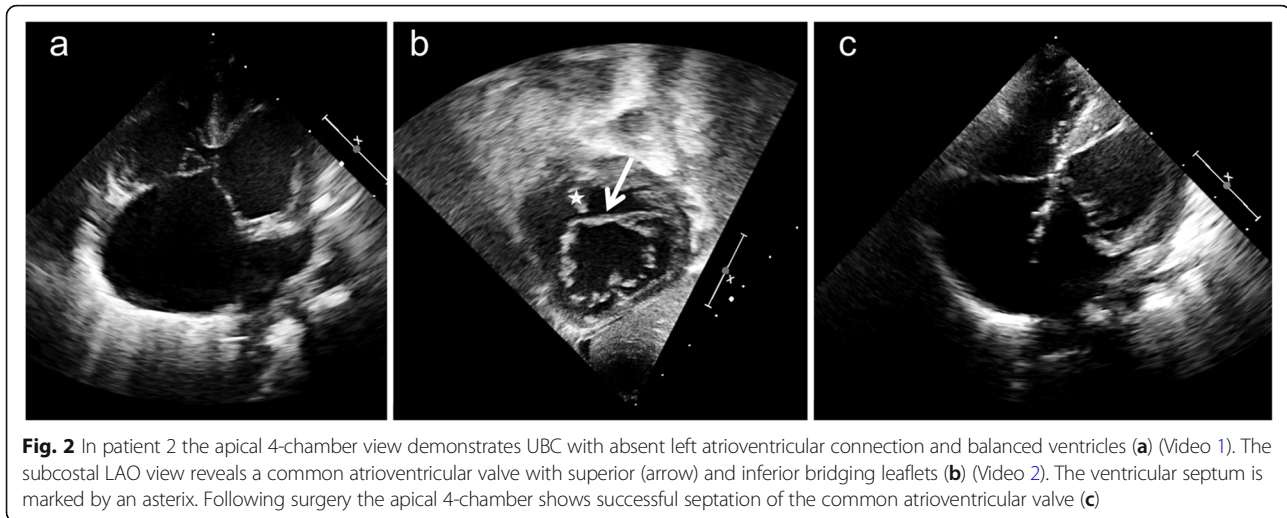 a
b
c
Fig. 2 In patient 2 the apical 4-chamber view demonstrates UBC with absent left atrioventricular connection and balanced ventricles (a) (Video 1). The
subcostal LAO view reveals a common atrioventricular valve with superior (arrow) and inferior bridging leaflets (b) (Video 2). The ventricular septum is
marked by an asterix. Following surgery the apical 4-chamber shows successful septation of the common atrioventricular valve (c)